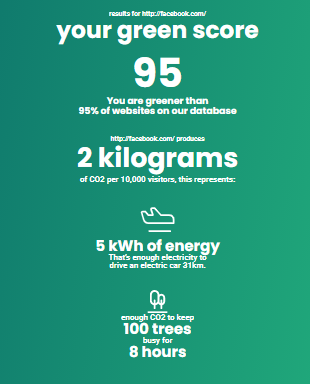 results for http://facebook.com/
your green score
95
You are greener than
95% of websites on our database
http://facebook.com/ produces
2 kilograms
of CO2 per 10,000 visitors, this represents:
5 kWh of energy
That's enough electricity to
drive an electric car 31km.
enough CO2 to keep
100 trees
busy for
8 hours